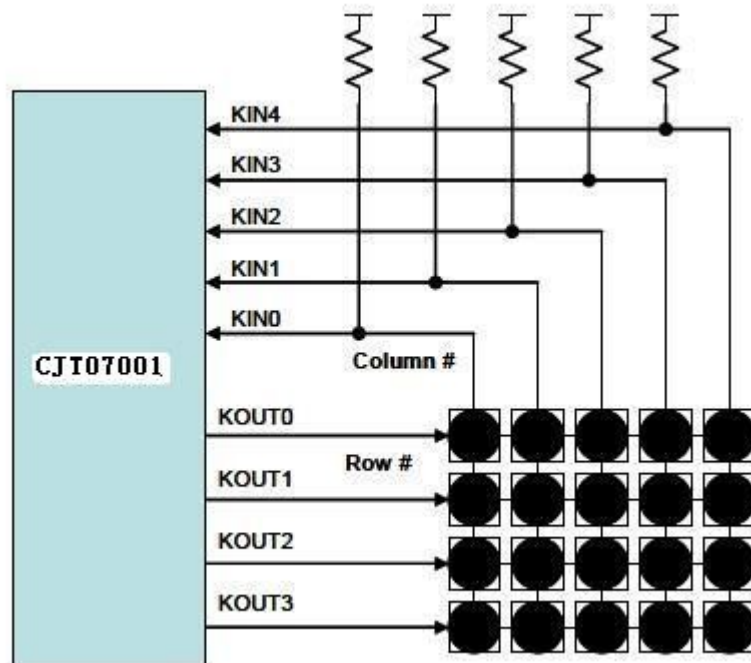 KIN4
KIN3
KIN2
KIN1
KIN0
Column #
CJT07001
KOUT0
Row #
KOUT1
KOUT2
KOUT3